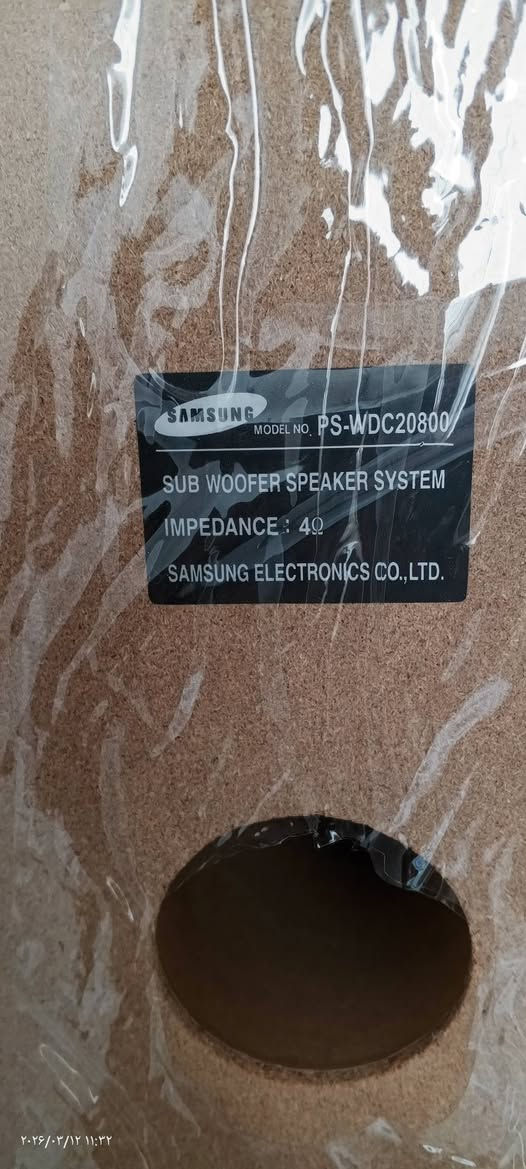 SAMSUNG MODEL NO. PS-WDC20800
SUB WOOFER SPEAKER SYSTEM
IMPEDANCE : 4Ω
SAMSUNG ELECTRONICS CO.,LTD.
۲۰۲۶/۰۳/۱۲ ۱۱:۳۲